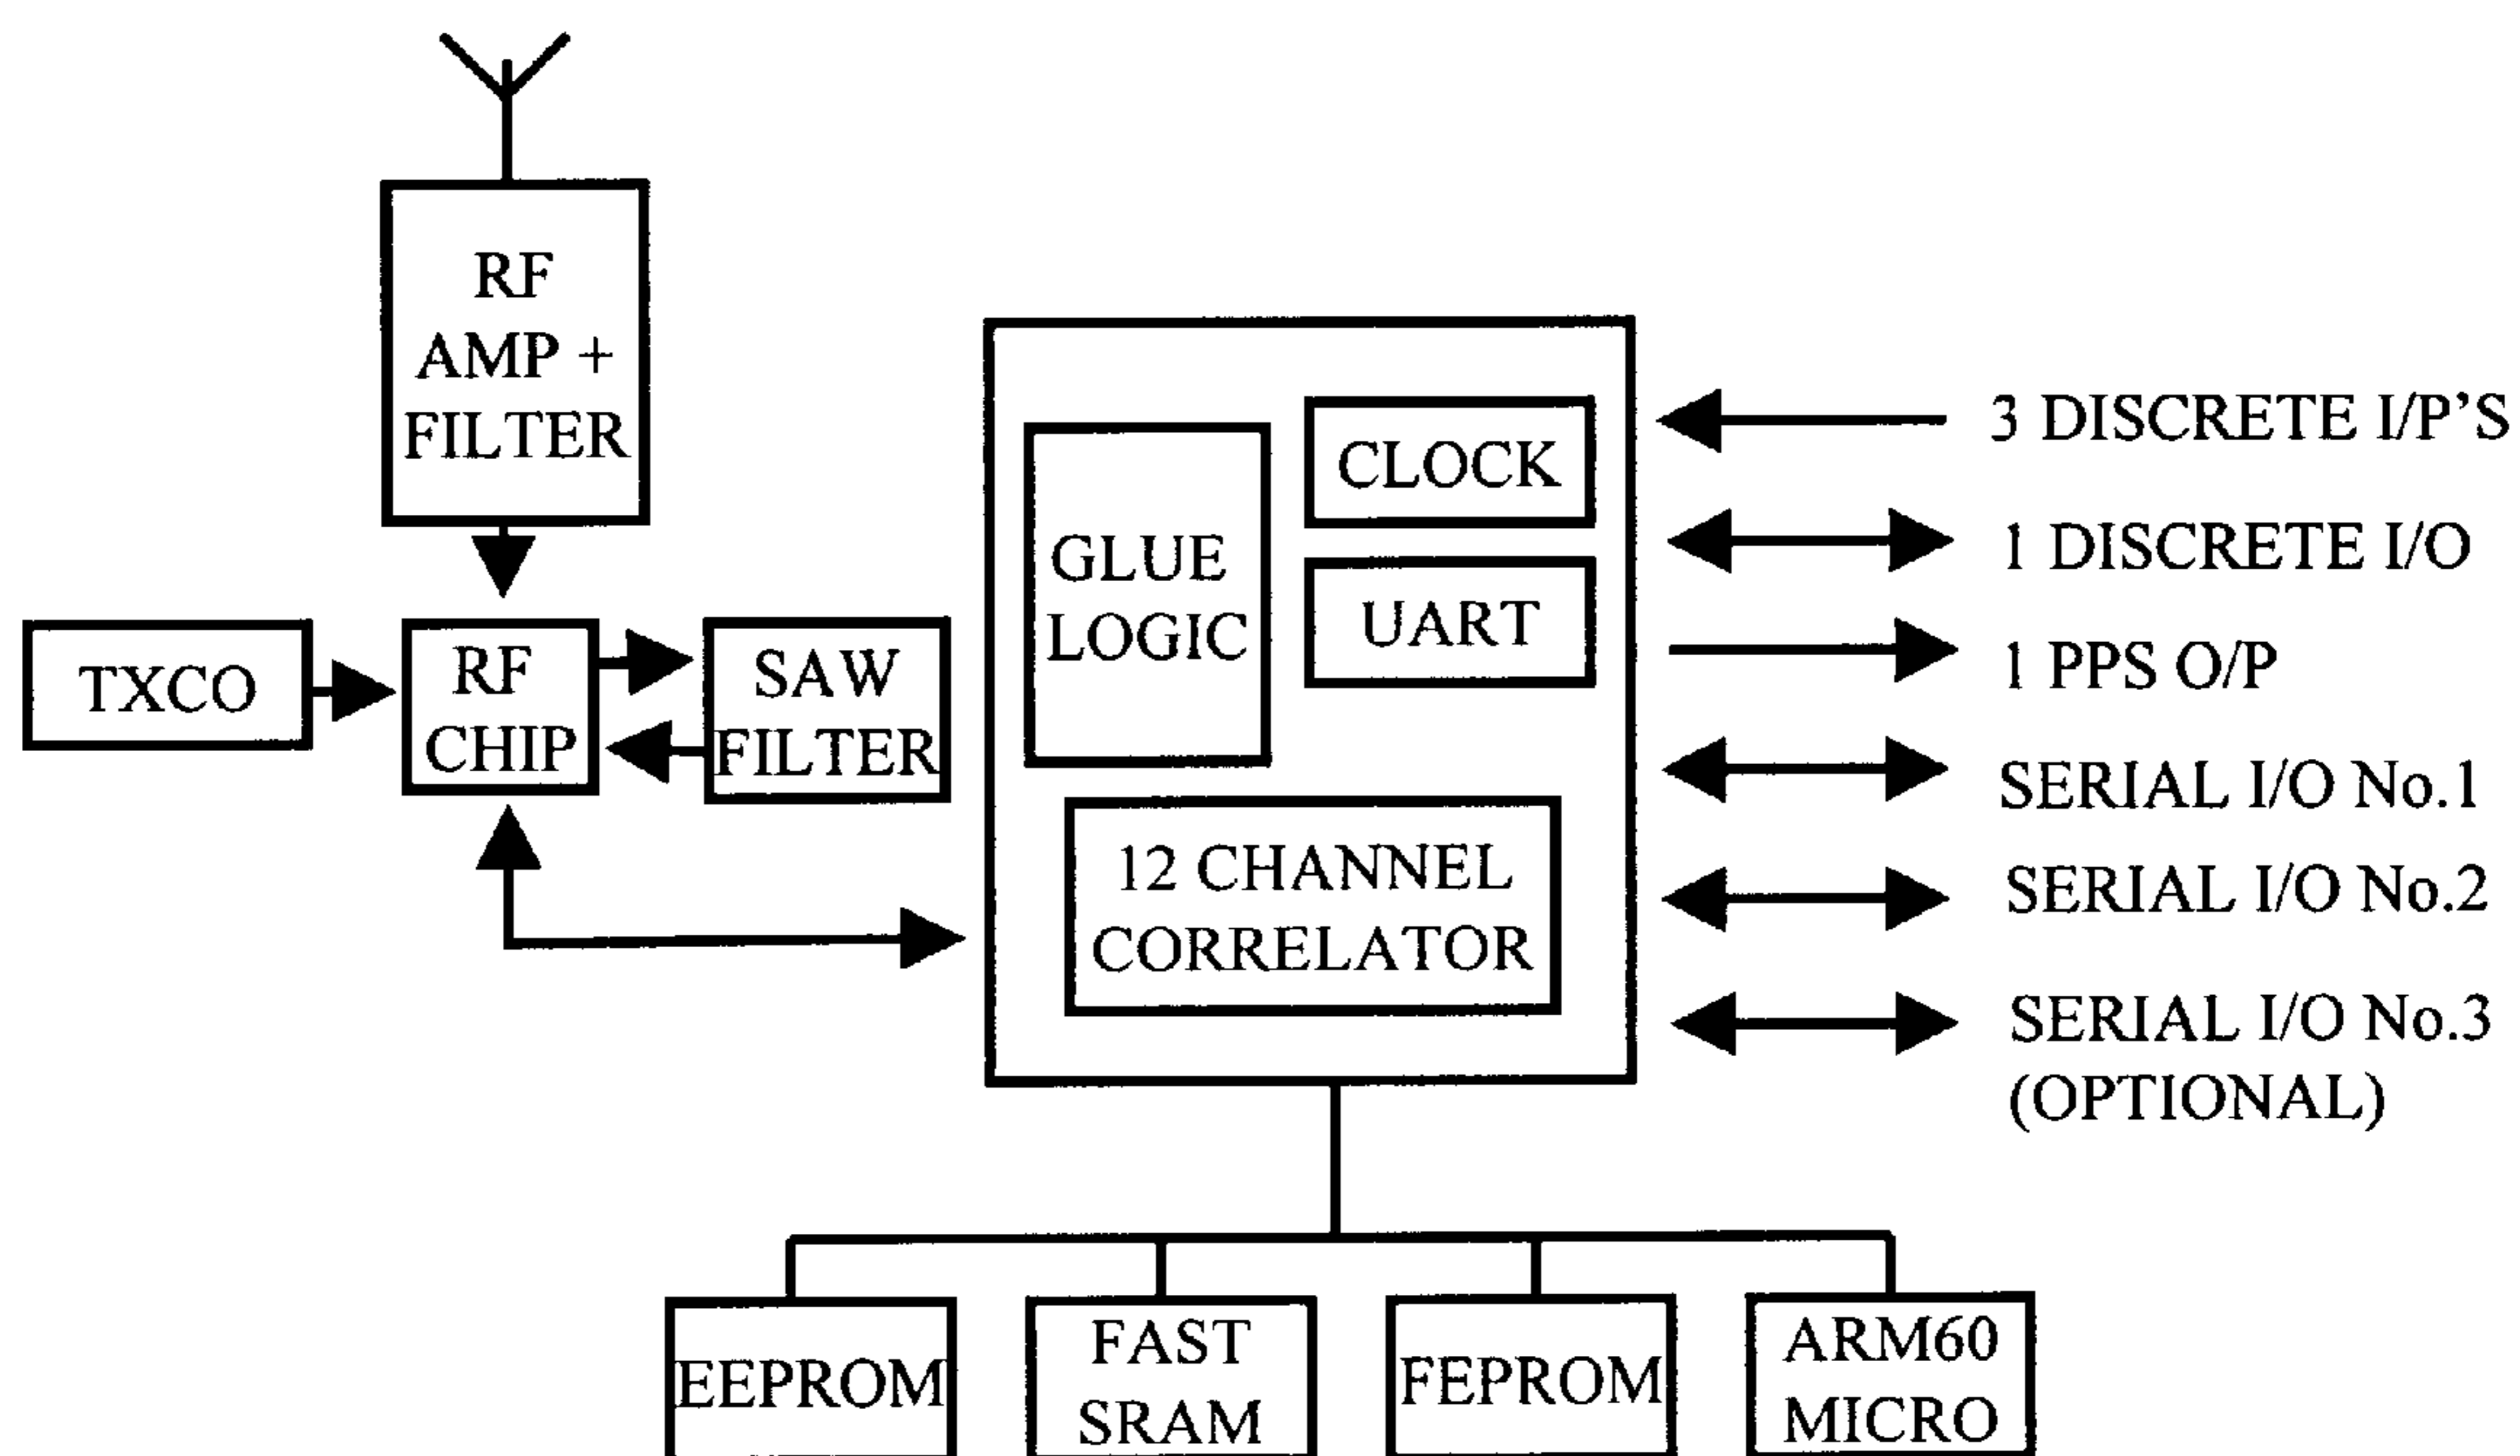 RF
AMP +
FILTER
TXCO
RF
CHIP
SAW
FILTER
GLUE
LOGIC
CLOCK
UART
12 CHANNEL
CORRELATOR
3 DISCRETE I/P'S
1 DISCRETE I/O
1 PPS O/P
SERIAL I/O No.1
SERIAL I/O No.2
SERIAL I/O No.3
(OPTIONAL)
EEPROM
FAST
SRAM
FEPROM
ARM60
MICRO